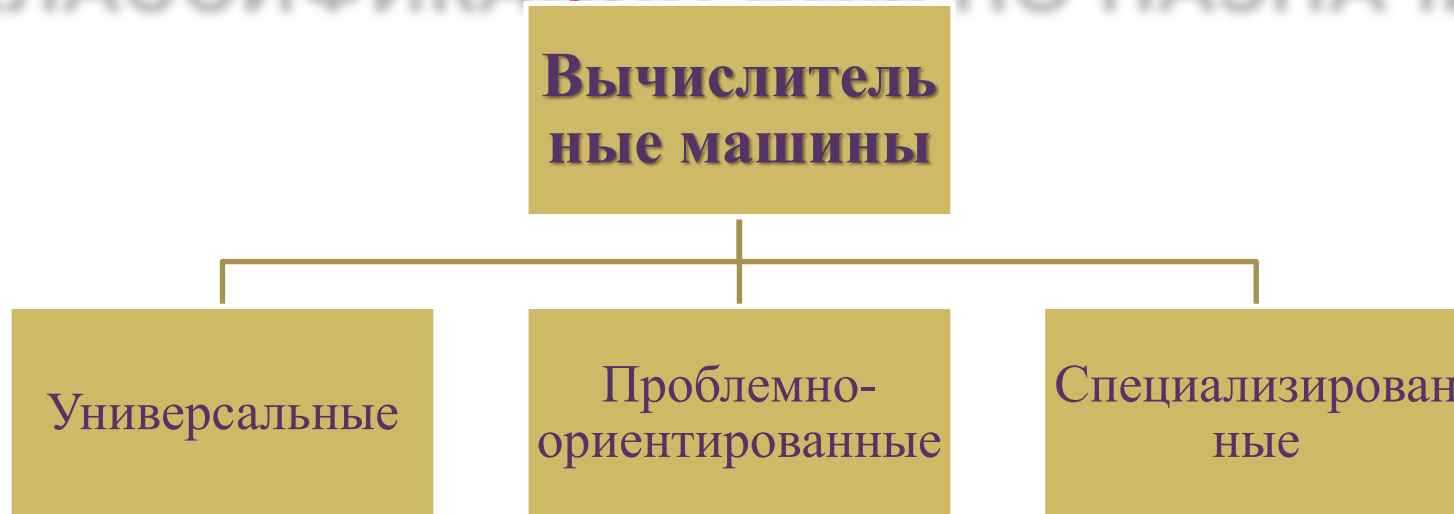 Вычислитель
ные машины
Универсальные
Проблемно-
ориентированные
Специализирован
ные